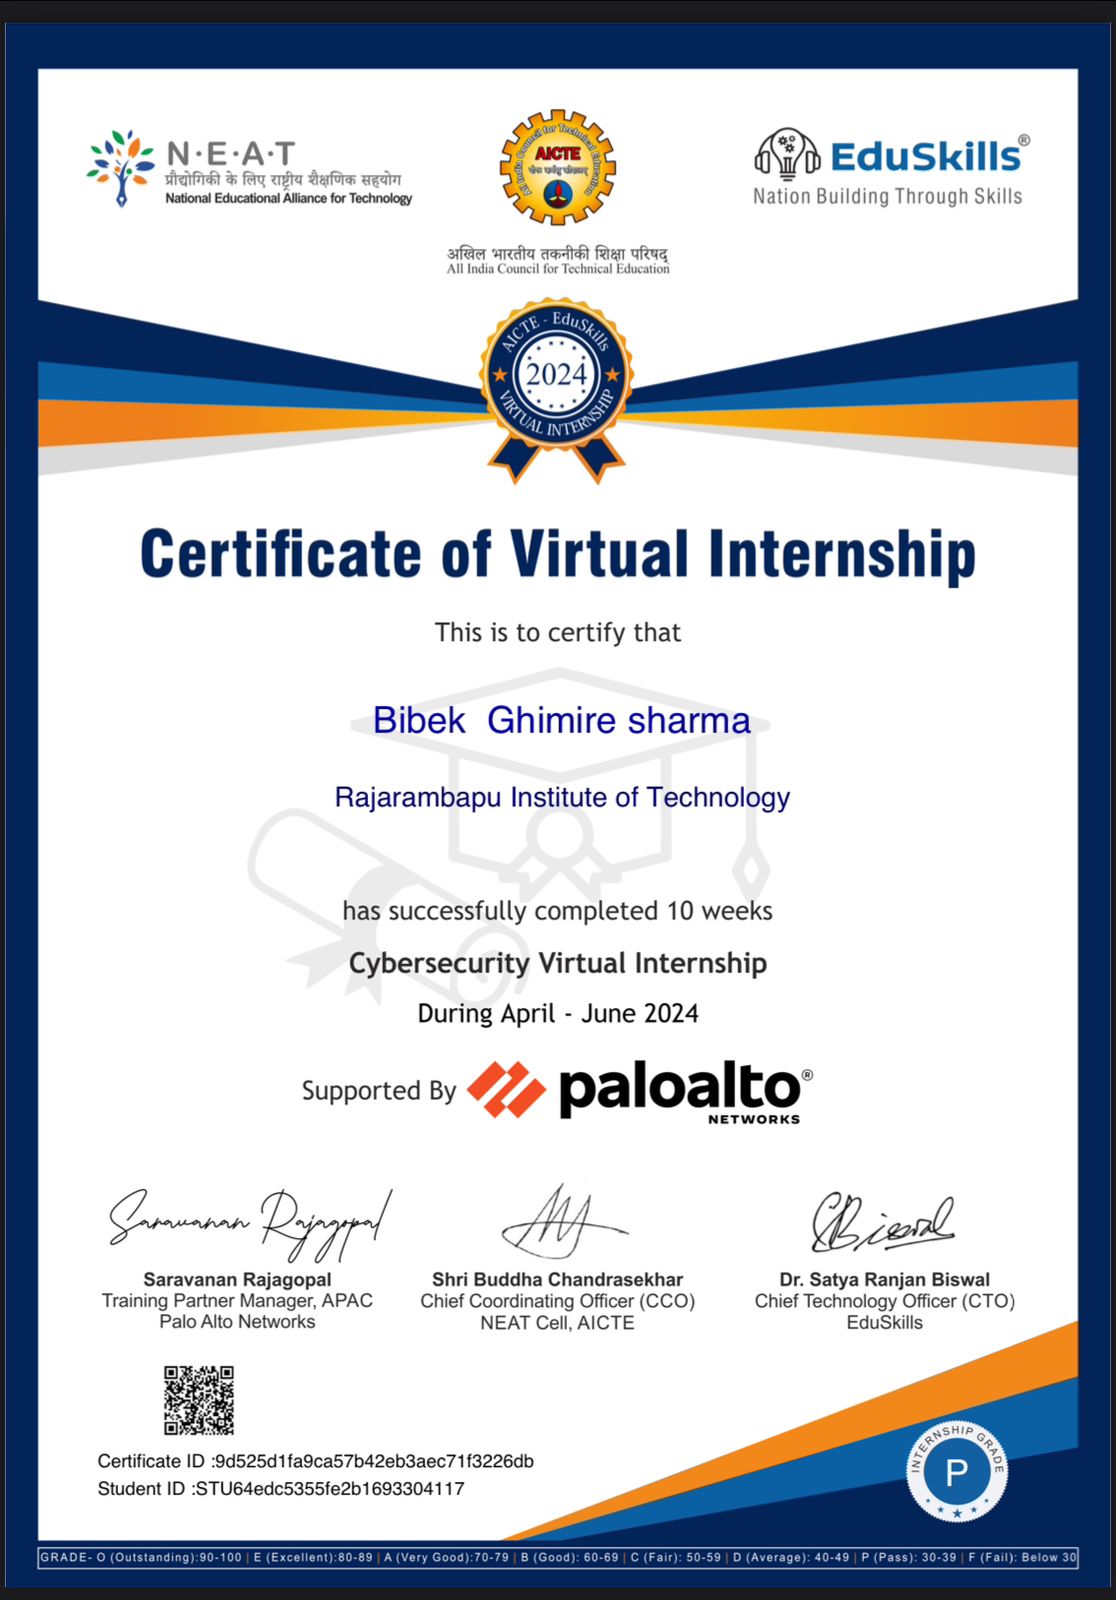 N·E·A·T
प्रौद्योगिकी के लिए राष्ट्रीय शैक्षणिक सहयोग
National Educational Alliance for Technology
All India Council for Technical Education
AICTE
अखिल भारतीय तकनीकी शिक्षा परिषद्
All India Council for Technical Education
EduSkills®
Nation Building Through Skills
AICTE - EduSkills
2024
VIRTUAL INTERNSHIP
Certificate of Virtual Internship
This is to certify that
Bibek  Ghimire sharma
Rajarambapu Institute of Technology
has successfully completed 10 weeks
Cybersecurity Virtual Internship
During April - June 2024
Supported By paloalto®
NETWORKS
Saravanan Rajagopal
Saravanan Rajagopal
Training Partner Manager, APAC
Palo Alto Networks
Shri Buddha Chandrasekhar
Chief Coordinating Officer (CCO)
NEAT Cell, AICTE
SRBiswal
Dr. Satya Ranjan Biswal
Chief Technology Officer (CTO)
EduSkills
Certificate ID :9d525d1fa9ca57b42eb3aec71f3226db
Student ID :STU64edc5355fe2b1693304117
INTERNSHIP GRADE
P
GRADE- O (Outstanding):90-100 | E (Excellent):80-89 | A (Very Good):70-79 | B (Good): 60-69 | C (Fair): 50-59 | D (Average): 40-49 | P (Pass): 30-39 | F (Fail): Below 30